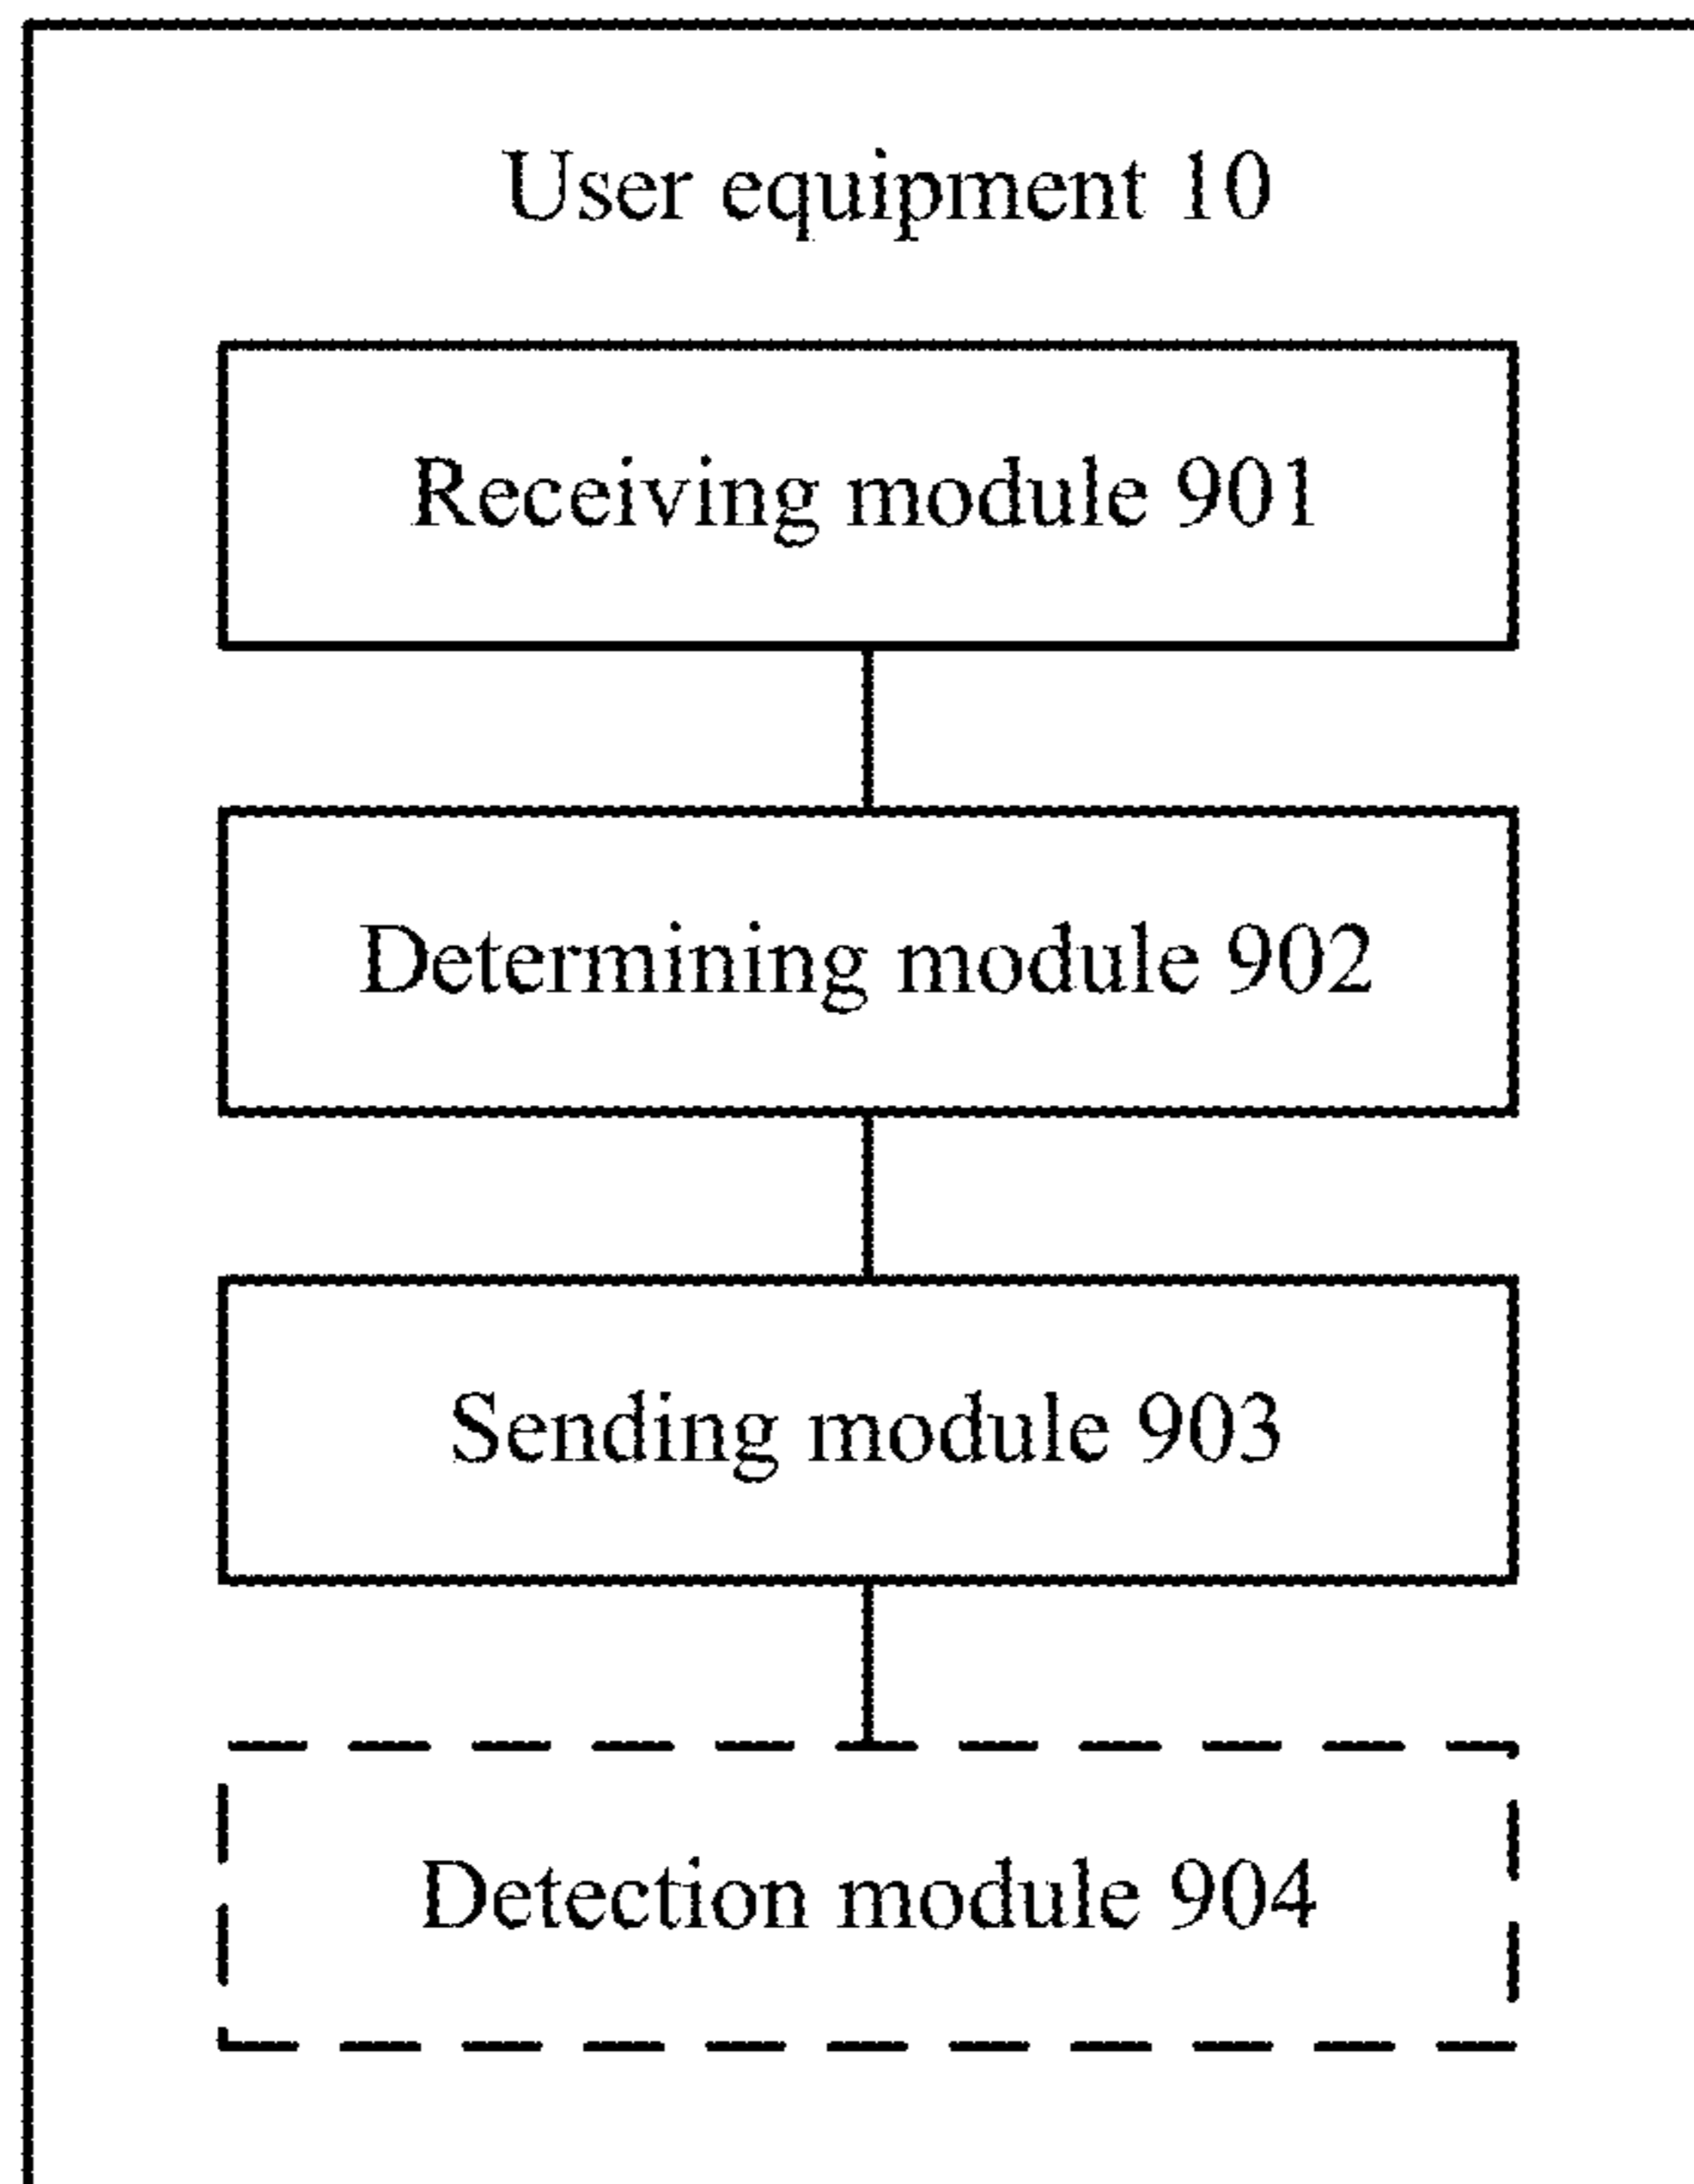 User equipment 10
Receiving module 901
Determining module 902
Sending module 903
Detection module 904